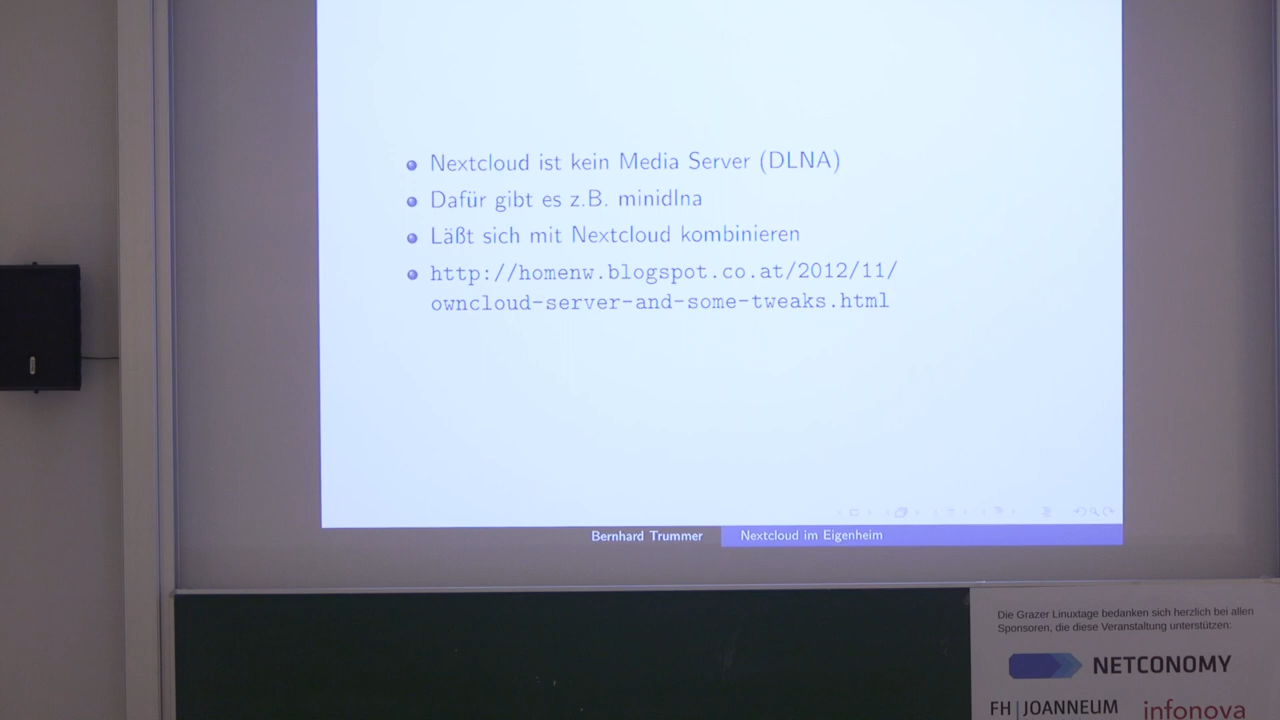 Nextcloud ist kein Media Server (DLNA)
Dafür gibt es z.B. minidlna
Läßt sich mit Nextcloud kombinieren
http://homenw.blogspot.co.at/2012/11/
owncloud-server-and-some-tweaks.html
Bernhard Trummer
Nextcloud im Eigenheim
Die Grazer Linuxtage bedanken sich herzlich bei allen
Sponsoren, die diese Veranstaltung unterstützen:
NETCONOMY
FH | JOANNEUM
infonova